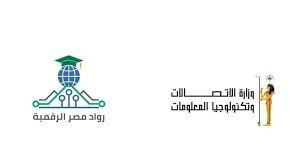 وزارة الاتصالات
وتكنولوجيا المعلومات
رواد مصر الرقمية